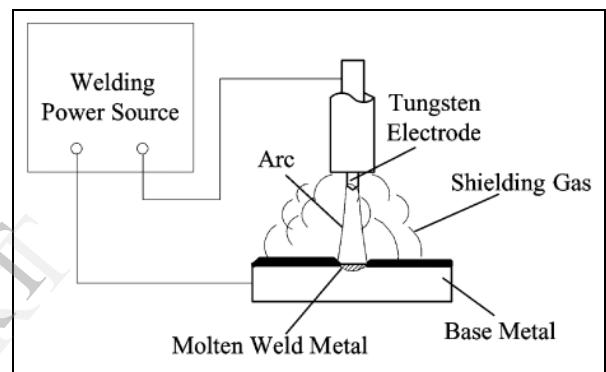 Welding
Power Source
Tungsten
Electrode
Arc
Shielding Gas
Base Metal
Molten Weld Metal